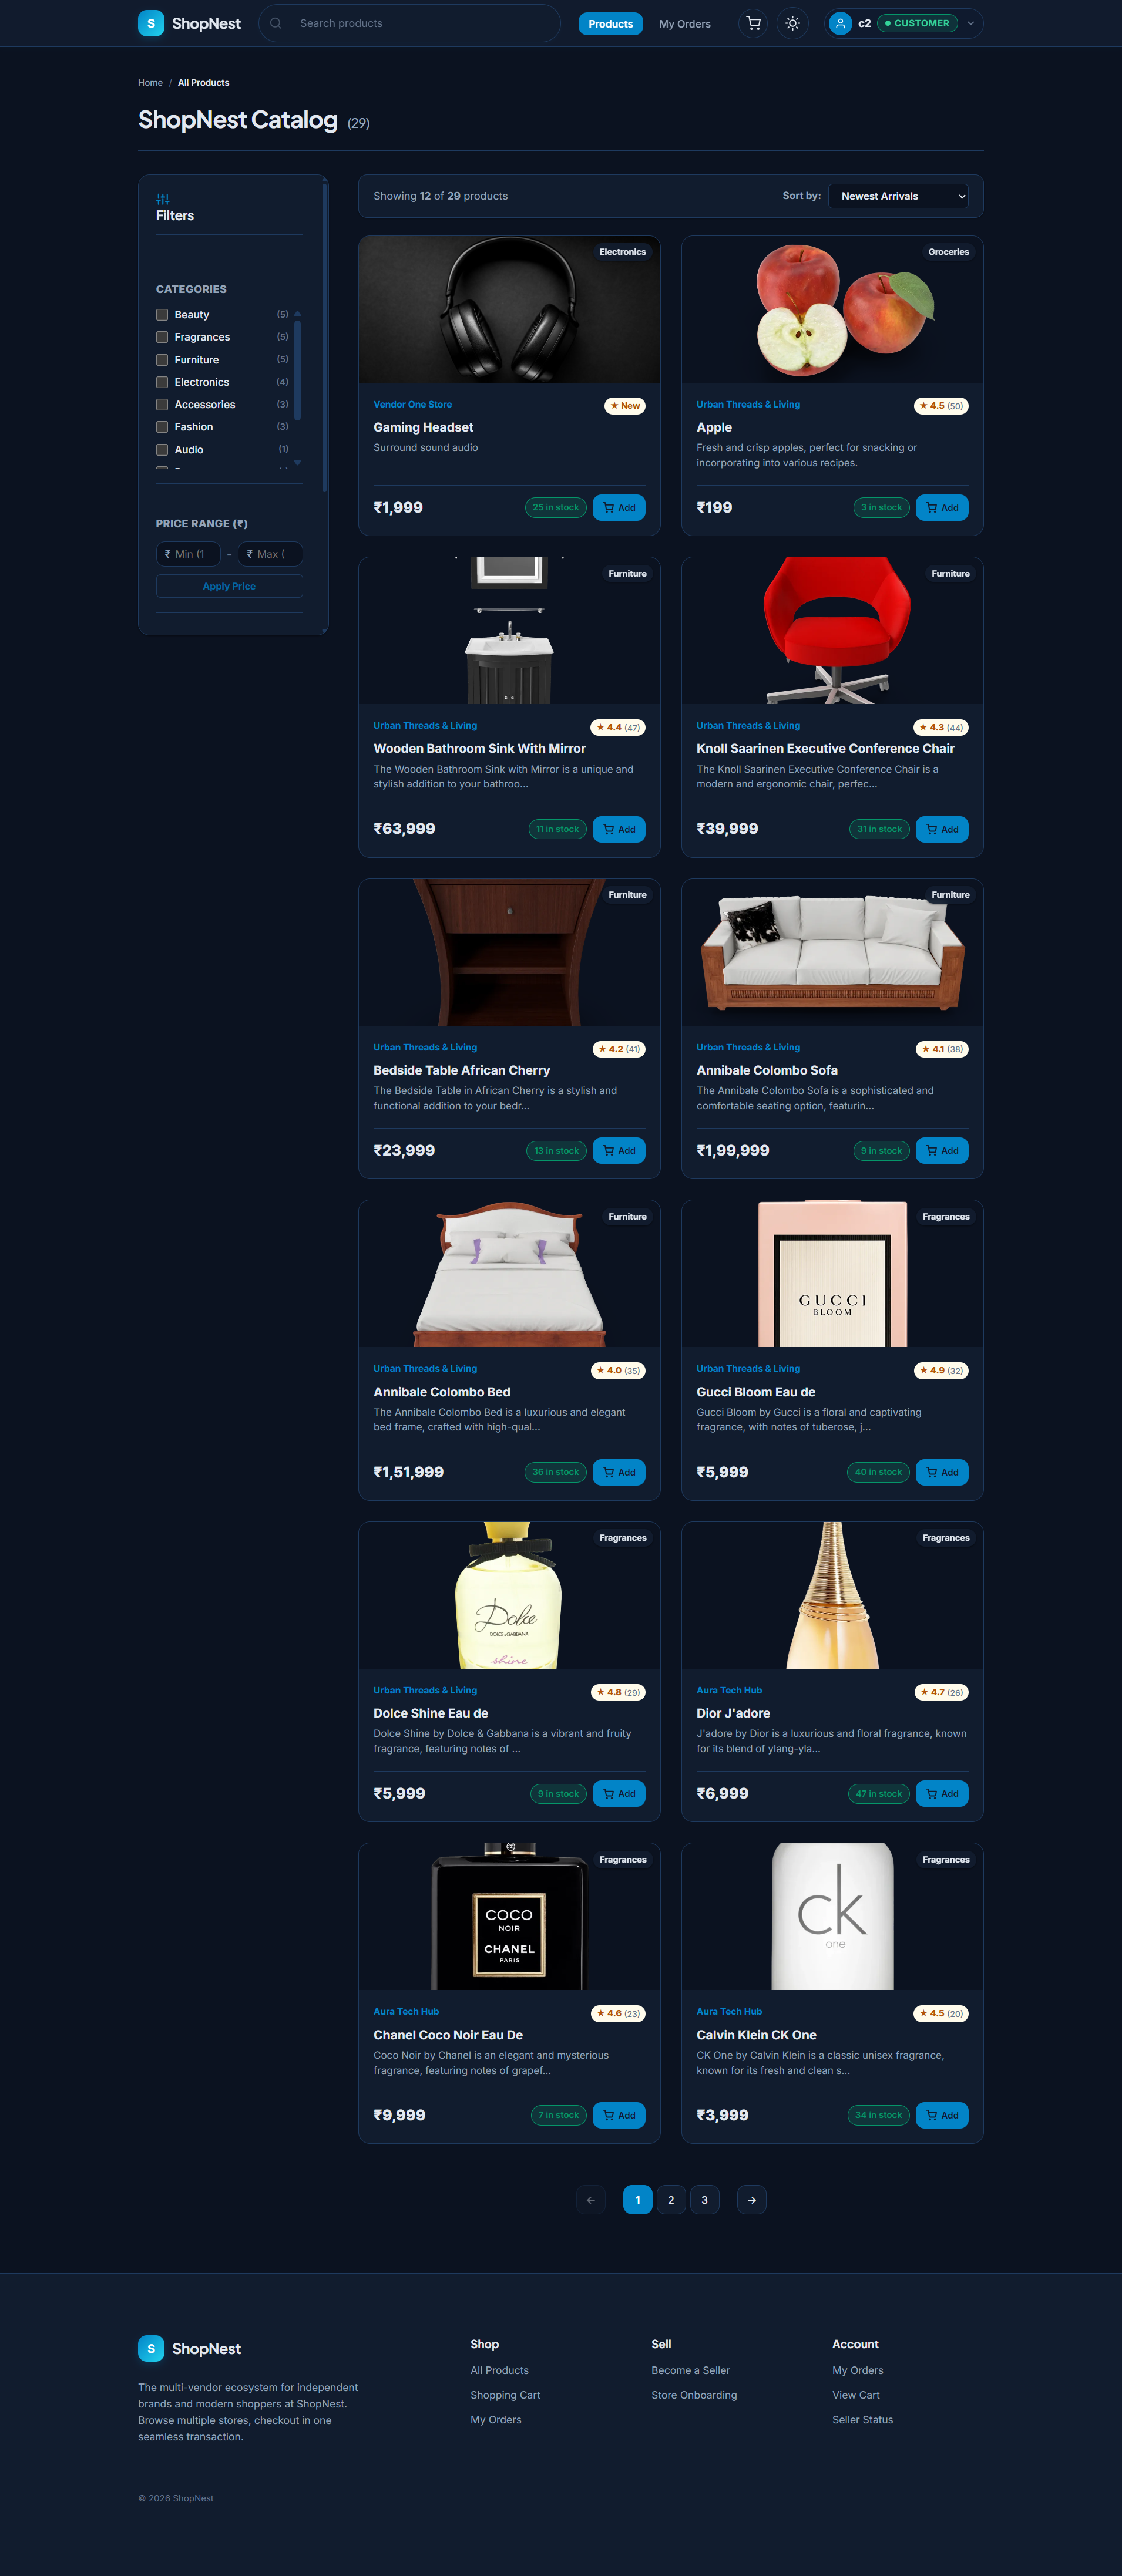 S ShopNest
Search products
Products
My Orders
c2
CUSTOMER
Home / All Products
ShopNest Catalog (29)
Filters
CATEGORIES
Beauty (5)
Fragrances (5)
Furniture (5)
Electronics (4)
Accessories (3)
Fashion (3)
Audio (1)
PRICE RANGE (₹)
₹ Min (1 - ₹ Max (
Apply Price
Showing 12 of 29 products
Sort by: Newest Arrivals
Electronics
Vendor One Store ★ New
Gaming Headset
Surround sound audio
₹1,999 25 in stock Add
Groceries
Urban Threads & Living ★ 4.5 (50)
Apple
Fresh and crisp apples, perfect for snacking or
incorporating into various recipes.
₹199 3 in stock Add
Furniture
Urban Threads & Living ★ 4.4 (47)
Wooden Bathroom Sink With Mirror
The Wooden Bathroom Sink with Mirror is a unique and
stylish addition to your bathroo...
₹63,999 11 in stock Add
Furniture
Urban Threads & Living ★ 4.3 (44)
Knoll Saarinen Executive Conference Chair
The Knoll Saarinen Executive Conference Chair is a
modern and ergonomic chair, perfec...
₹39,999 31 in stock Add
Furniture
Urban Threads & Living ★ 4.2 (41)
Bedside Table African Cherry
The Bedside Table in African Cherry is a stylish and
functional addition to your bedr...
₹23,999 13 in stock Add
Furniture
Urban Threads & Living ★ 4.1 (38)
Annibale Colombo Sofa
The Annibale Colombo Sofa is a sophisticated and
comfortable seating option, featurin...
₹1,99,999 9 in stock Add
Furniture
Urban Threads & Living ★ 4.0 (35)
Annibale Colombo Bed
The Annibale Colombo Bed is a luxurious and elegant
bed frame, crafted with high-qual...
₹1,51,999 36 in stock Add
Fragrances
GUCCI
BLOOM
Urban Threads & Living ★ 4.9 (32)
Gucci Bloom Eau de
Gucci Bloom by Gucci is a floral and captivating
fragrance, with notes of tuberose, j...
₹5,999 40 in stock Add
Fragrances
Dolce
DOLCE & GABBANA
shine
Urban Threads & Living ★ 4.8 (29)
Dolce Shine Eau de
Dolce Shine by Dolce & Gabbana is a vibrant and fruity
fragrance, featuring notes of ...
₹5,999 9 in stock Add
Fragrances
Aura Tech Hub ★ 4.7 (26)
Dior J'adore
J'adore by Dior is a luxurious and floral fragrance, known
for its blend of ylang-yla...
₹6,999 47 in stock Add
Fragrances
COCO
NOIR
CHANEL
PARIS
Aura Tech Hub ★ 4.6 (23)
Chanel Coco Noir Eau De
Coco Noir by Chanel is an elegant and mysterious
fragrance, featuring notes of grapef...
₹9,999 7 in stock Add
Fragrances
ck
one
Aura Tech Hub ★ 4.5 (20)
Calvin Klein CK One
CK One by Calvin Klein is a classic unisex fragrance,
known for its fresh and clean s...
₹3,999 34 in stock Add
← 1 2 3 →
S ShopNest
The multi-vendor ecosystem for independent
brands and modern shoppers at ShopNest.
Browse multiple stores, checkout in one
seamless transaction.
Shop
All Products
Shopping Cart
My Orders
Sell
Become a Seller
Store Onboarding
Account
My Orders
View Cart
Seller Status
© 2026 ShopNest